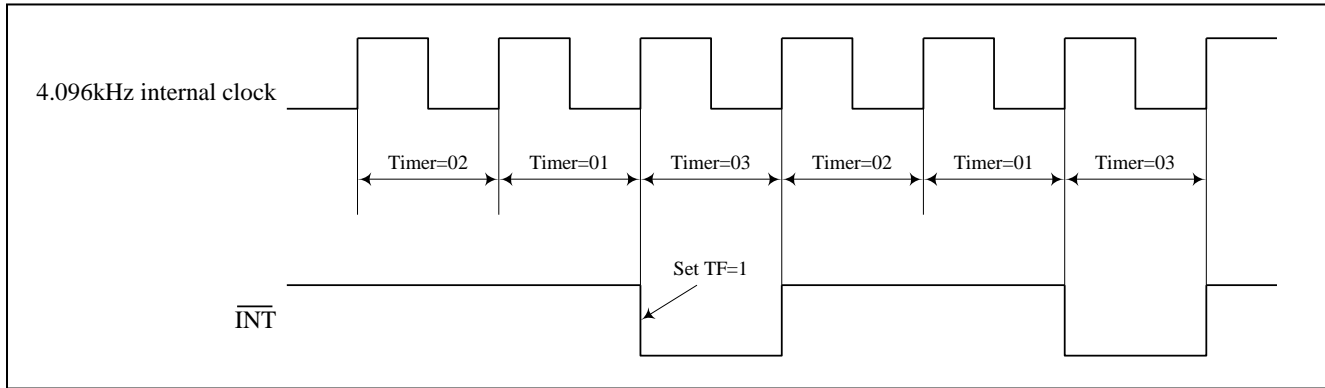 4.096kHz internal clock
Timer=02 Timer=01 Timer=03 Timer=02 Timer=01 Timer=03
Set TF=1
INT